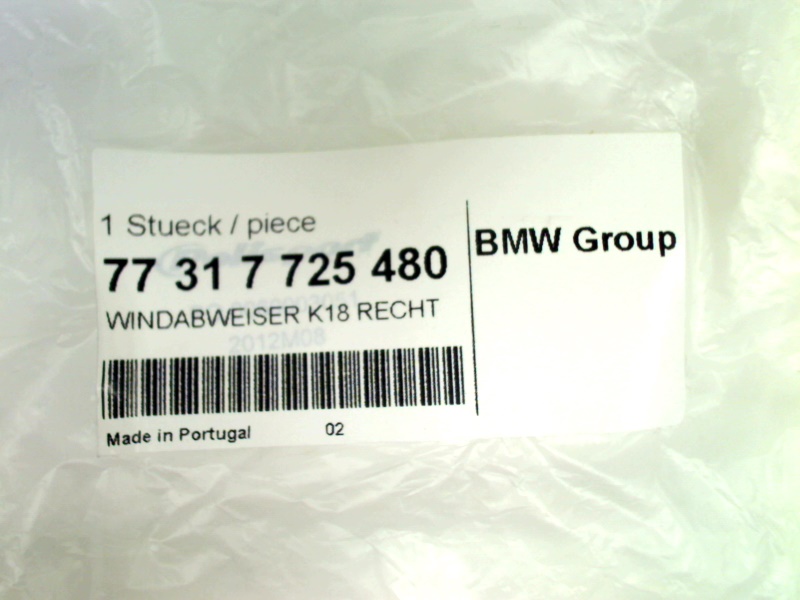 1 Stueck / piece
77 31 7 725 480
WINDABWEISER K18 RECHT
2012M08
Made in Portugal 02
BMW Group